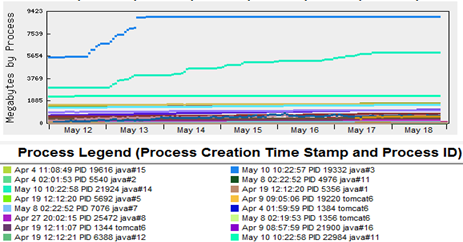 9420
7539
5654
3769
1885
0
Megabytes by Process
May 12 May 13 May 14 May 15 May 16 May 17 May 18
Process Legend (Process Creation Time Stamp and Process ID)
Apr 4 11:08:49 PID 19616 java#15 May 10 10:22:57 PID 19332 java#3
Apr 4 02:01:53 PID 5540 java#2 May 8 02:22:52 PID 4976 java#11
May 10 10:22:58 PID 21924 java#14 Apr 19 12:12:20 PID 5356 java#1
Apr 19 12:12:20 PID 5692 java#5 Apr 9 09:05:06 PID 19220 tomcat6
May 8 02:22:52 PID 7076 java#7 Apr 4 01:59:59 PID 1384 tomcat6
Apr 27 20:02:15 PID 25472 java#8 May 8 02:19:53 PID 1356 tomcat6
Apr 19 12:11:07 PID 1344 tomcat6 Apr 9 08:57:59 PID 21900 java#16
Apr 19 12:12:21 PID 6388 java#12 May 10 10:22:58 PID 22984 java#11